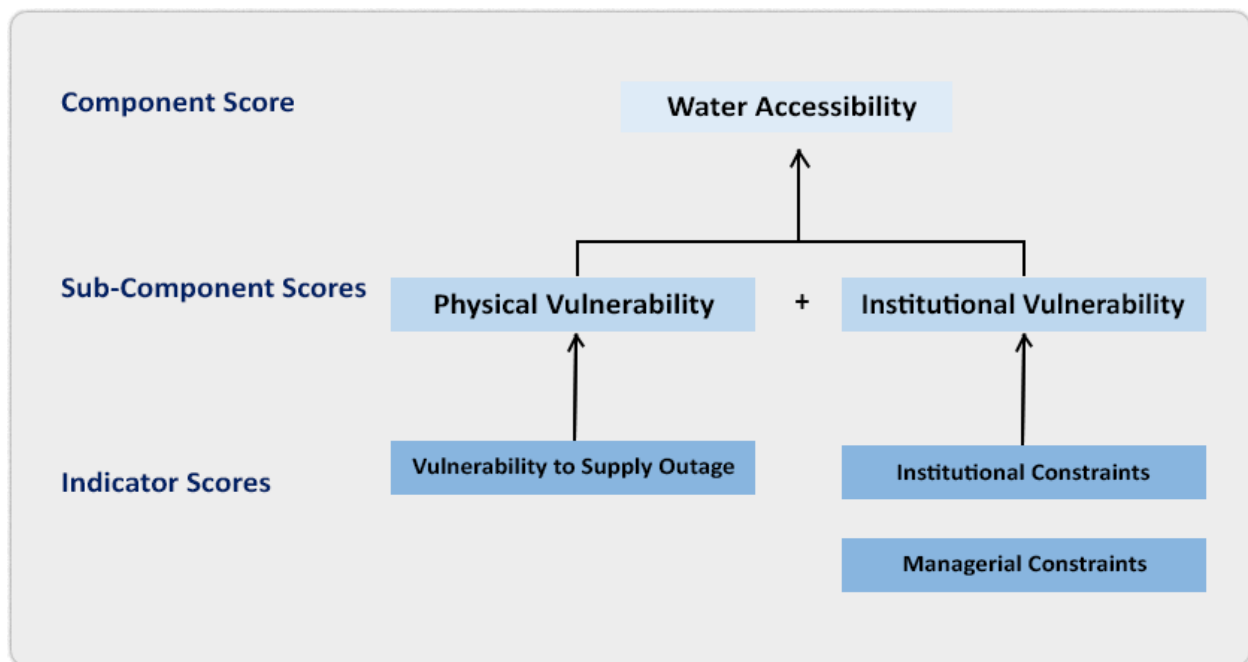 Component Score
Water Accessibility
Sub-Component Scores
Physical Vulnerability
+
Institutional Vulnerability
Indicator Scores
Vulnerability to Supply Outage
Institutional Constraints
Managerial Constraints